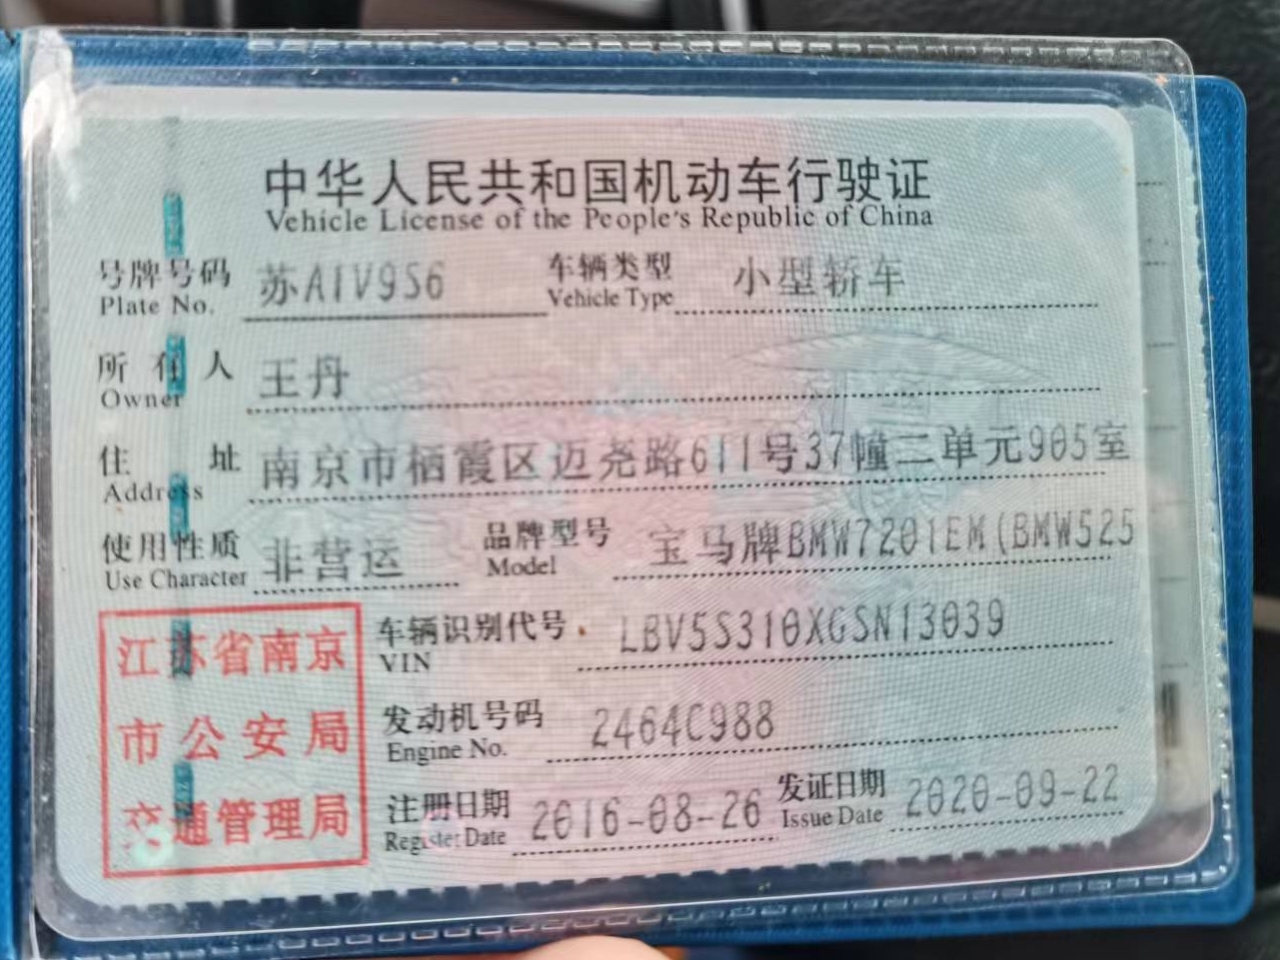 中华人民共和国机动车行驶证
Vehicle License of the People's Republic of China
号牌号码 苏A1V9S6 车辆类型 小型轿车
Plate No. Vehicle Type
所有人 王丹
Owner
住 址 南京市栖霞区迈尧路611号37幢二单元905室
Address
使用性质 非营运 品牌型号 宝马牌BMW7201EM(BMW525
Use Character Model
江苏省南京
市公安局
交通管理局
车辆识别代号 LBV5S310XGSN13039
VIN
发动机号码 2464C988
Engine No.
注册日期 2016-08-26 发证日期 2020-09-22
Register Date Issue Date